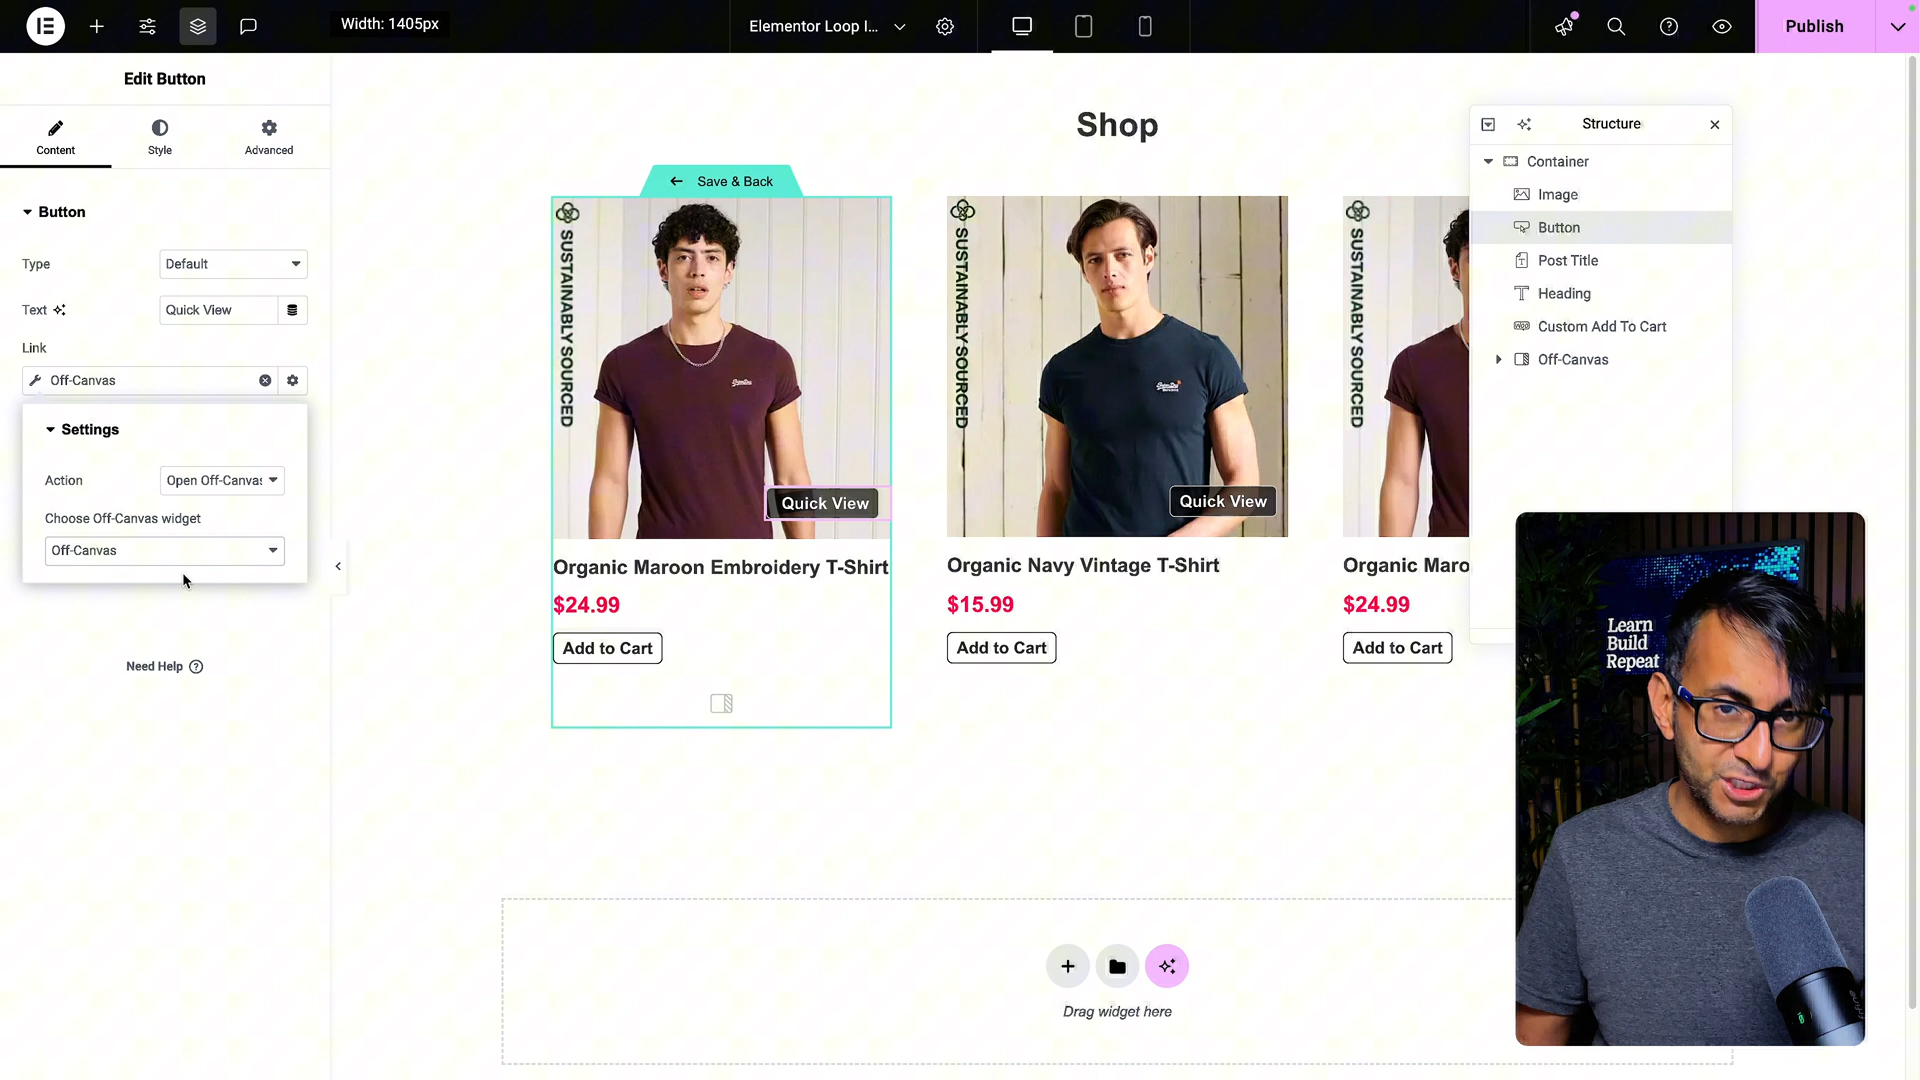 Width: 1405px
Elementor Loop I...
Publish
Edit Button
Content
Style
Advanced
Button
Type
Default
Text
Quick View
Link
Off-Canvas
Settings
Action
Open Off-Canvas
Choose Off-Canvas widget
Off-Canvas
Need Help
Shop
Save & Back
SUSTAINABLY SOURCED
Quick View
Organic Maroon Embroidery T-Shirt
$24.99
Add to Cart
SUSTAINABLY SOURCED
Quick View
Organic Navy Vintage T-Shirt
$15.99
Add to Cart
SUSTAINABLY SOURCED
Organic Maro
$24.99
Add to Cart
Structure
Container
Image
Button
Post Title
Heading
Custom Add To Cart
Off-Canvas
Drag widget here
Learn
Build
Repeat